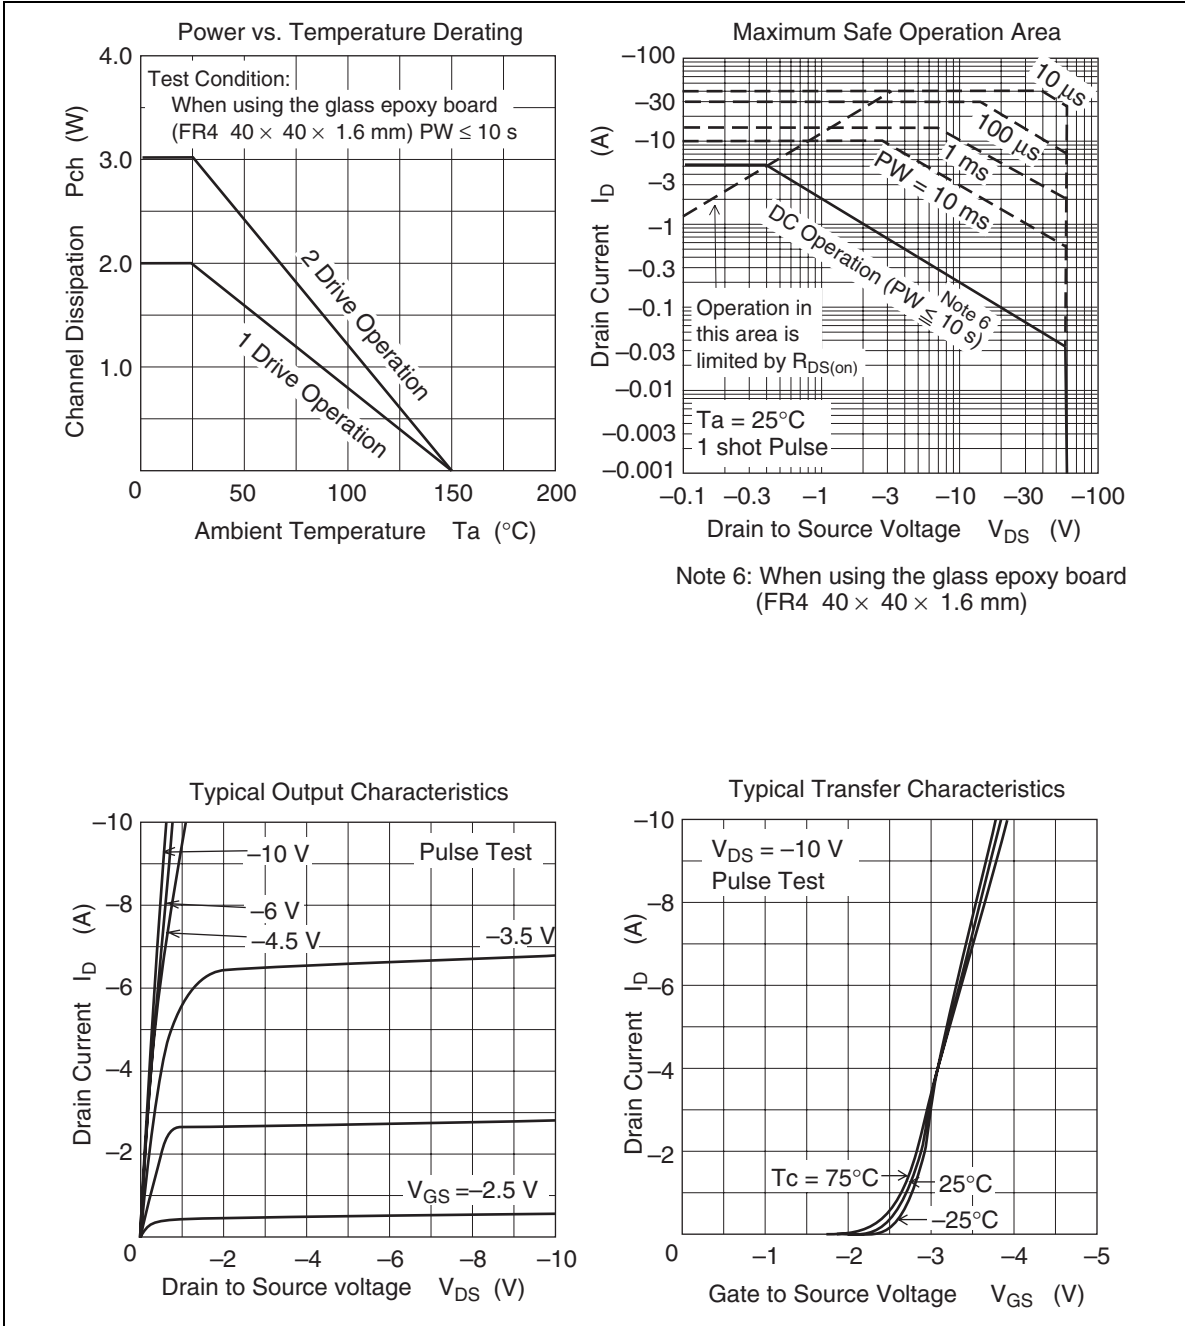 Power vs. Temperature Derating
4.0
3.0
2.0
1.0
0
50
100
150
200
Channel Dissipation Pch (W)
Ambient Temperature Ta (°C)
Test Condition:
When using the glass epoxy board
(FR4 40 × 40 × 1.6 mm) PW ≤ 10 s
2 Drive Operation
1 Drive Operation
Maximum Safe Operation Area
–100
–30
–10
–3
–1
–0.3
–0.1
–0.03
–0.01
–0.003
–0.001
–0.1
–0.3
–1
–3
–10
–30
–100
Drain Current ID (A)
Drain to Source Voltage VDS (V)
10 µs
100 µs
1 ms
PW = 10 ms
DC Operation (PW ≤ 10 s)
Note 6
Operation in
this area is
limited by RDS(on)
Ta = 25°C
1 shot Pulse
Note 6: When using the glass epoxy board
(FR4 40 × 40 × 1.6 mm)
Typical Output Characteristics
–10
–8
–6
–4
–2
0
–2
–4
–6
–8
–10
Drain Current ID (A)
Drain to Source voltage VDS (V)
–10 V
–6 V
–4.5 V
Pulse Test
–3.5 V
VGS =–2.5 V
Typical Transfer Characteristics
–10
–8
–6
–4
–2
0
–1
–2
–3
–4
–5
Drain Current ID (A)
Gate to Source Voltage VGS (V)
VDS = –10 V
Pulse Test
Tc = 75°C
25°C
–25°C